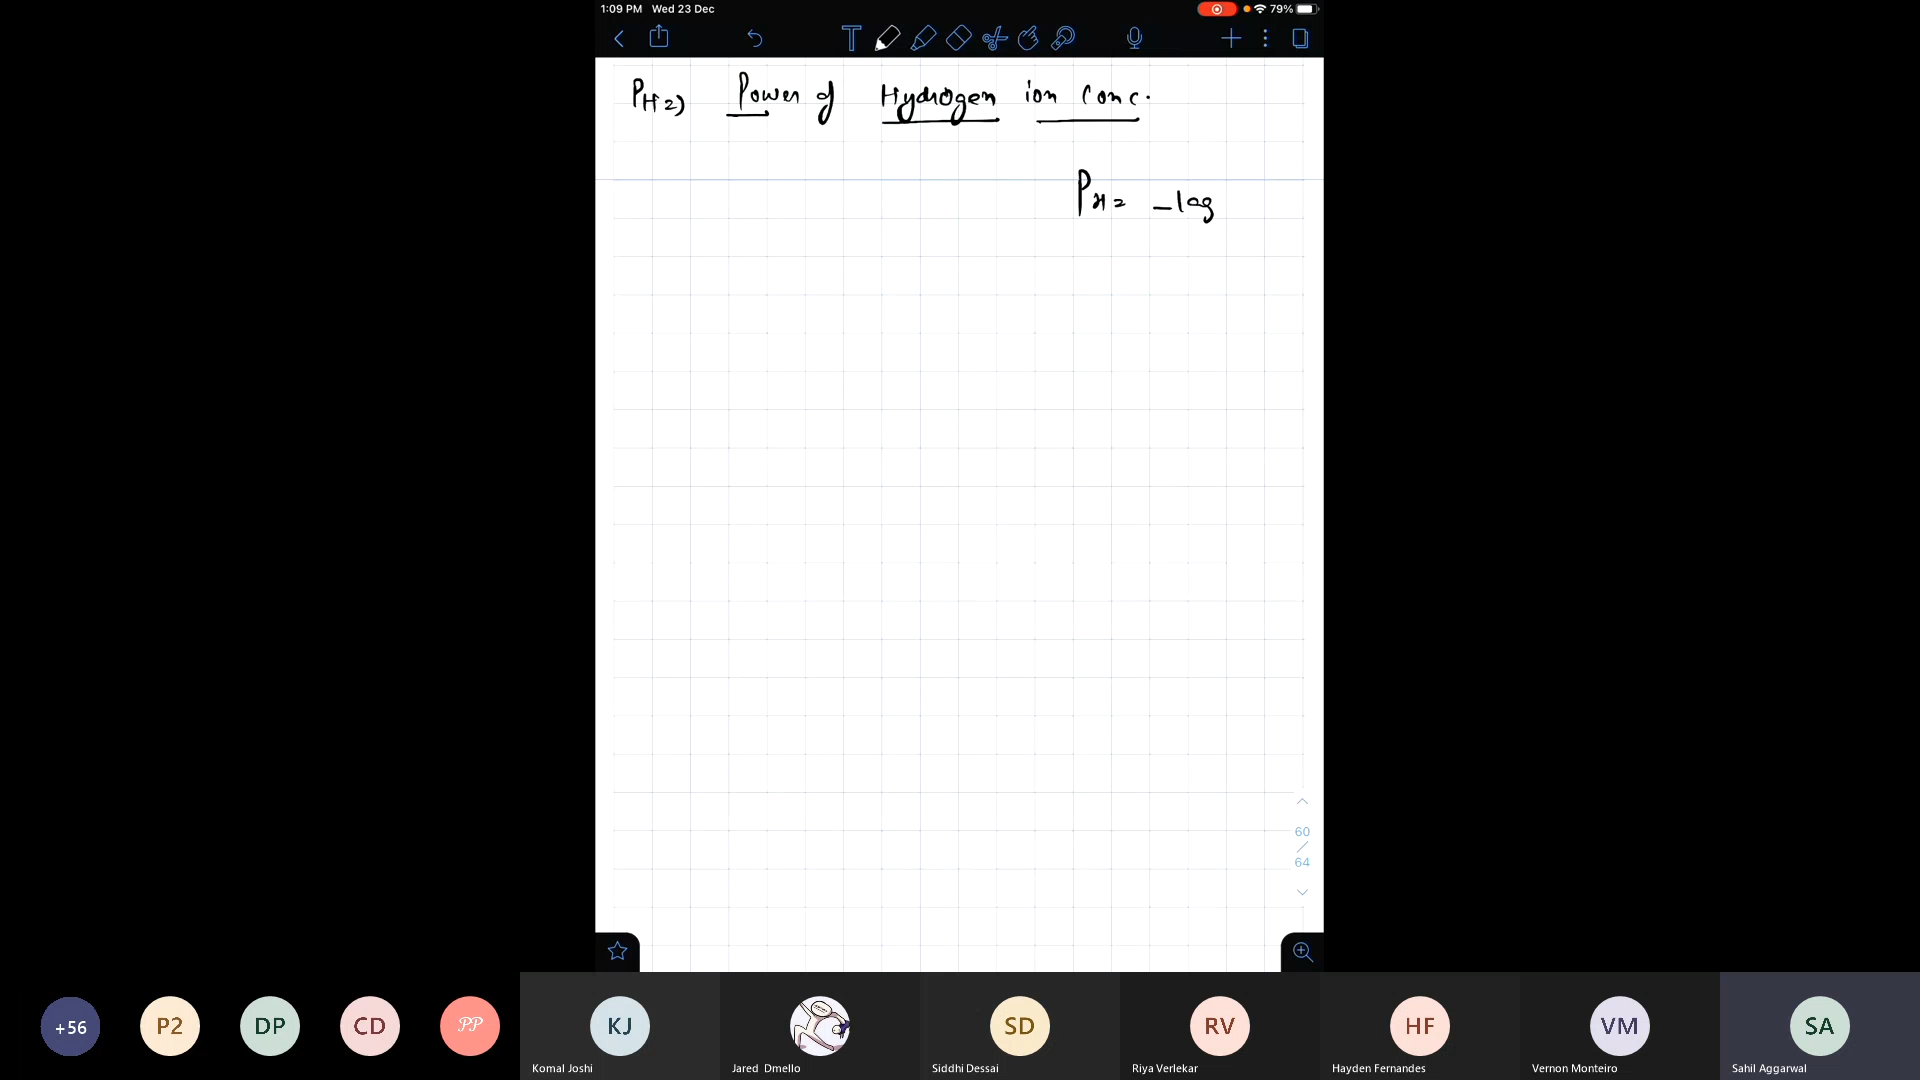 1:09 PM Wed 23 Dec 79%
PH =) Power of Hydrogen ion conc.
PH = -log
60
/
64
+56 P2 DP CD PP KJ SD RV HF VM SA
Komal Joshi Jared Dmello Siddhi Dessai Riya Verlekar Hayden Fernandes Vernon Monteiro Sahil Aggarwal